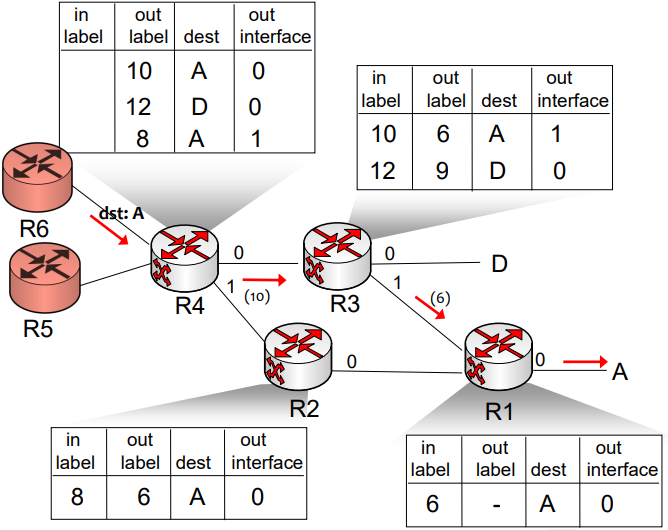 in label | out label | dest | out interface
10 | A | 0
12 | D | 0
8 | A | 1
in label | out label | dest | out interface
10 | 6 | A | 1
12 | 9 | D | 0
R6
dst: A
R5
R4
0
1
(10)
R3
0
1
D
(6)
R2
0
R1
0
A
in label | out label | dest | out interface
8 | 6 | A | 0
in label | out label | dest | out interface
6 | - | A | 0